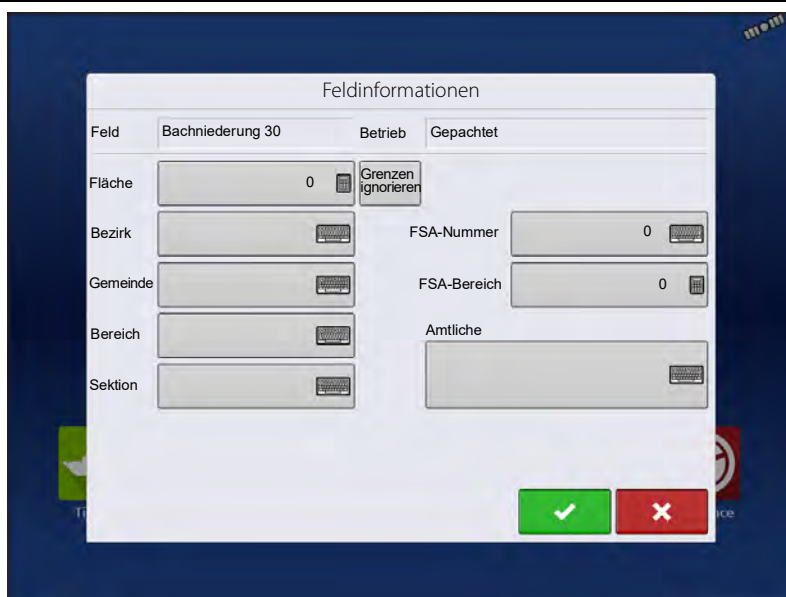 Feldinformationen
Feld Bachniederung 30 Betrieb Gepachtet
Fläche 0 Grenzen
ignorieren
Bezirk FSA-Nummer 0
Gemeinde FSA-Bereich 0
Bereich Amtliche
Sektion